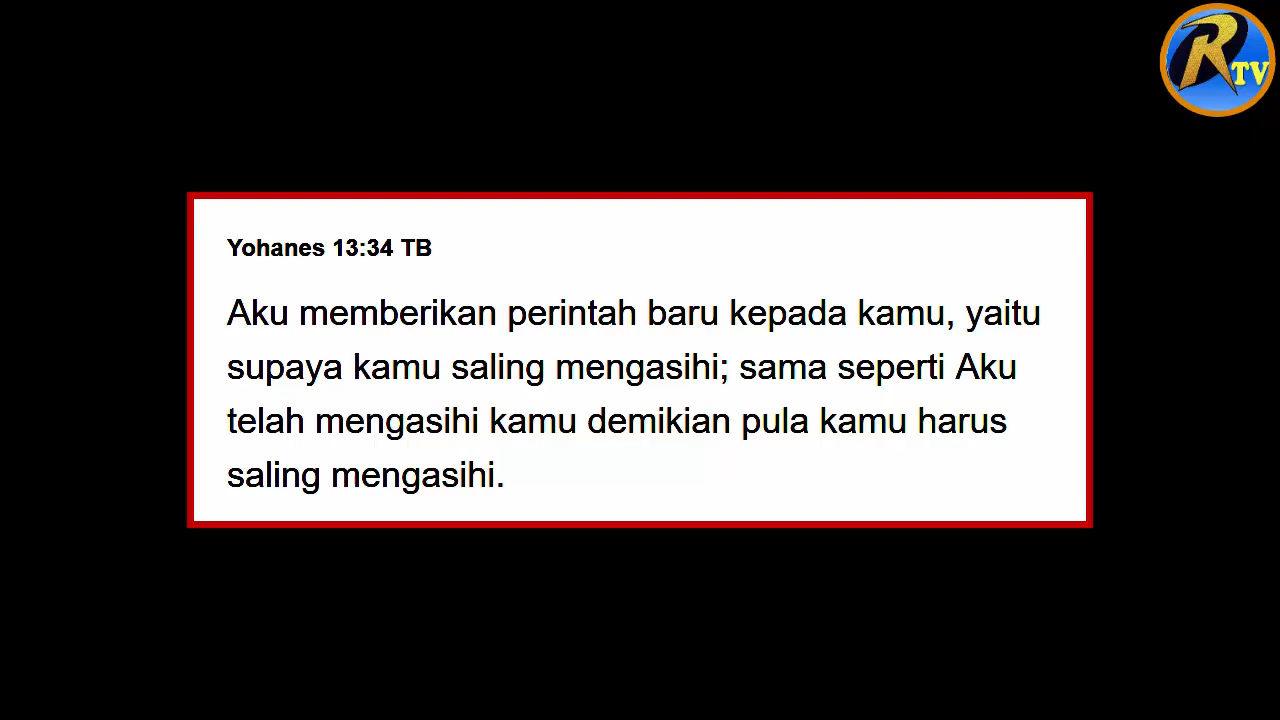 R TV
Yohanes 13:34 TB
Aku memberikan perintah baru kepada kamu, yaitu
supaya kamu saling mengasihi; sama seperti Aku
telah mengasihi kamu demikian pula kamu harus
saling mengasihi.